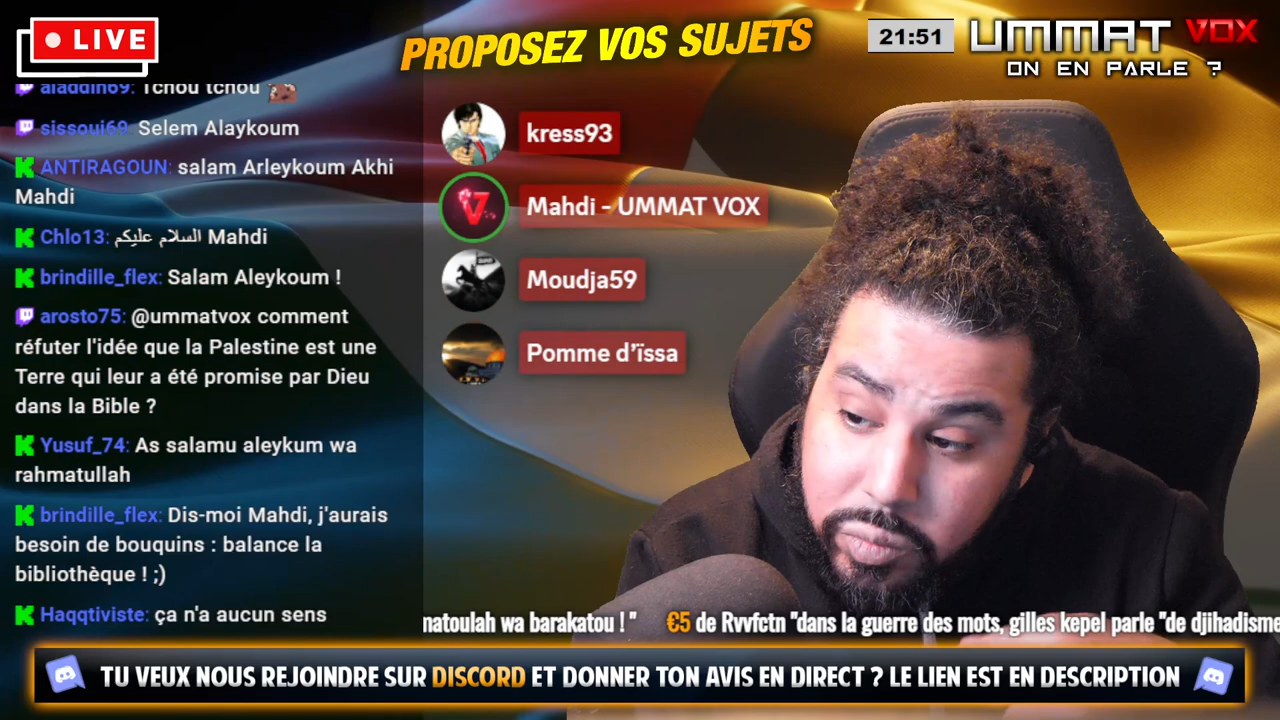 LIVE
PROPOSEZ VOS SUJETS
21:51
UMMAT VOX
ON EN PARLE ?
aladdin69: Tchou tchou
sissoui69: Selem Alaykoum
ANTIRAGOUN: salam Arleykoum Akhi
Mahdi
Chlo13: السلام عليكم Mahdi
brindille_flex: Salam Aleykoum !
arosto75: @ummatvox comment
réfuter l'idée que la Palestine est une
Terre qui leur a été promise par Dieu
dans la Bible ?
Yusuf_74: As salamu aleykum wa
rahmatullah
brindille_flex: Dis-moi Mahdi, j'aurais
besoin de bouquins : balance la
bibliothèque ! ;)
Haqqtiviste: ça n'a aucun sens
kress93
Mahdi - UMMAT VOX
Moudja59
Pomme d'ïssa
matoulah wa barakatou ! " €5 de Rvvfctn "dans la guerre des mots, gilles kepel parle "de djihadisme
TU VEUX NOUS REJOINDRE SUR DISCORD ET DONNER TON AVIS EN DIRECT ? LE LIEN EST EN DESCRIPTION